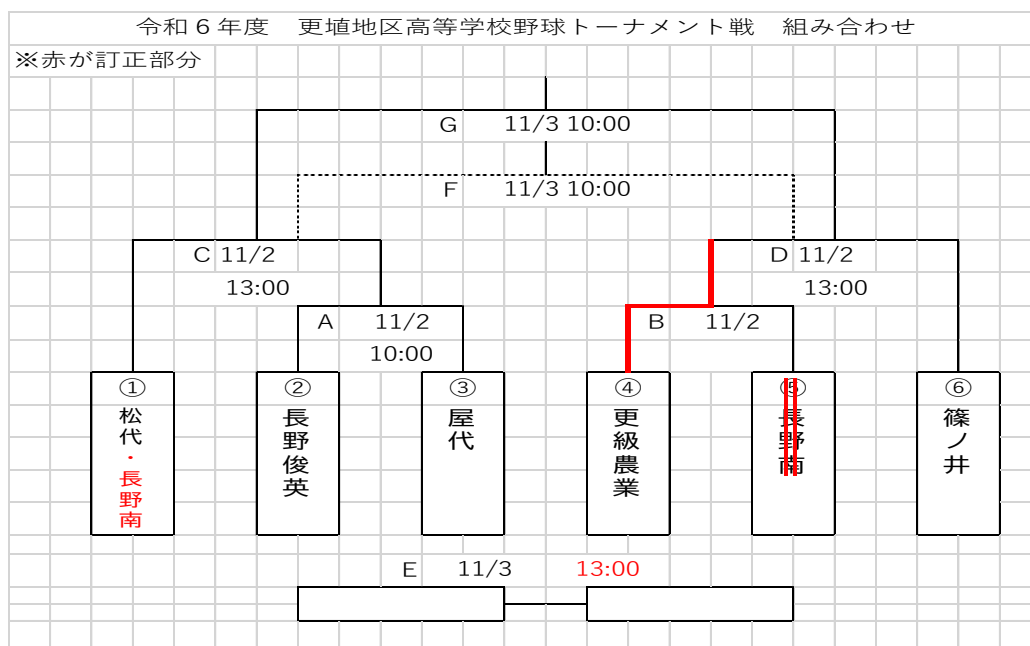 令和６年度　更埴地区高等学校野球トーナメント戦　組み合わせ
※赤が訂正部分
G 11/3 10:00
F 11/3 10:00
C 11/2
13:00
D 11/2
13:00
A 11/2
10:00
B 11/2
①
松代・長野南
②
長野俊英
③
屋代
④
更級農業
⑤
長野南
⑥
篠ノ井
E 11/3 13:00